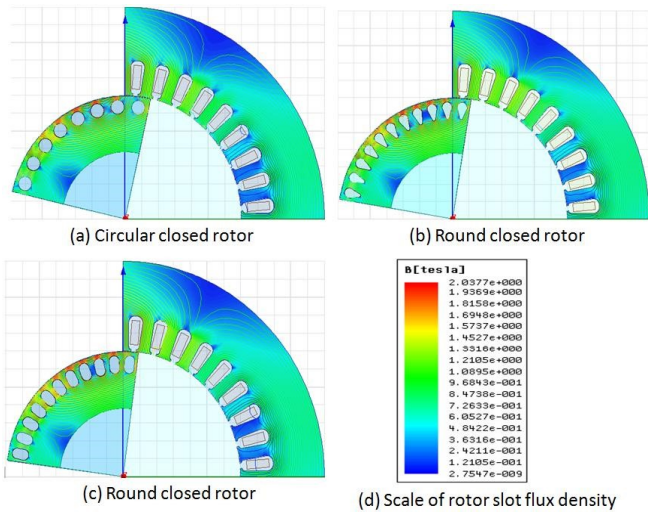 (a) Circular closed rotor
(b) Round closed rotor
B[tesla]
2.0377e+000
1.9369e+000
1.8158e+000
1.6948e+000
1.5737e+000
1.4527e+000
1.3316e+000
1.2105e+000
1.0895e+000
9.6843e-001
8.4738e-001
7.2633e-001
6.0527e-001
4.8422e-001
3.6316e-001
2.4211e-001
1.2105e-001
2.7547e-009
(c) Round closed rotor
(d) Scale of rotor slot flux density